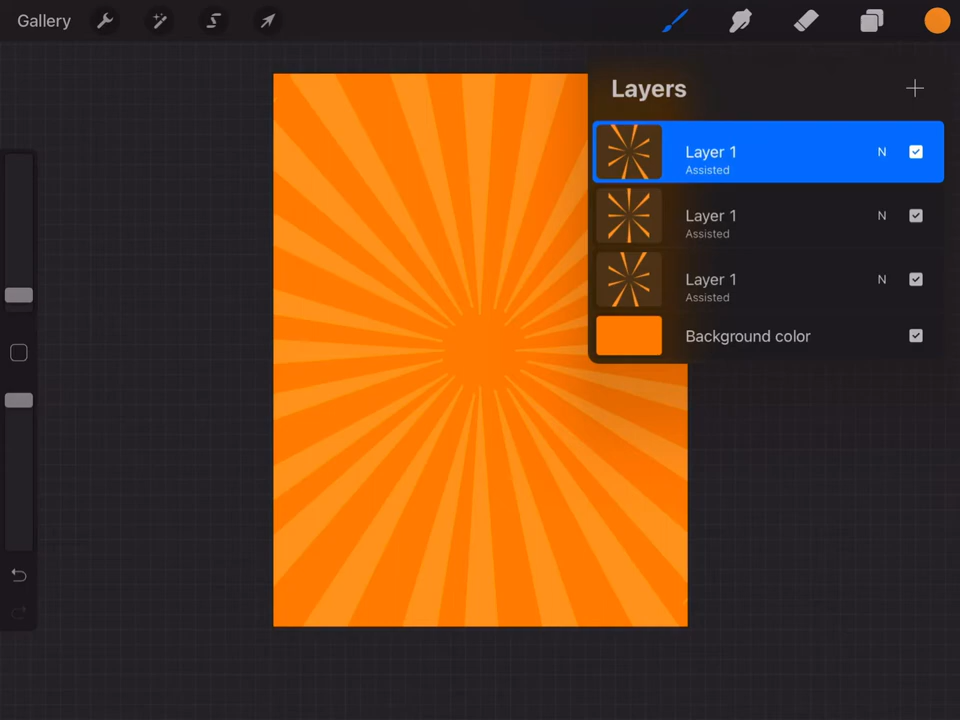 Gallery
Layers
Layer 1
N
Assisted
Layer 1
N
Assisted
Layer 1
N
Assisted
Background color